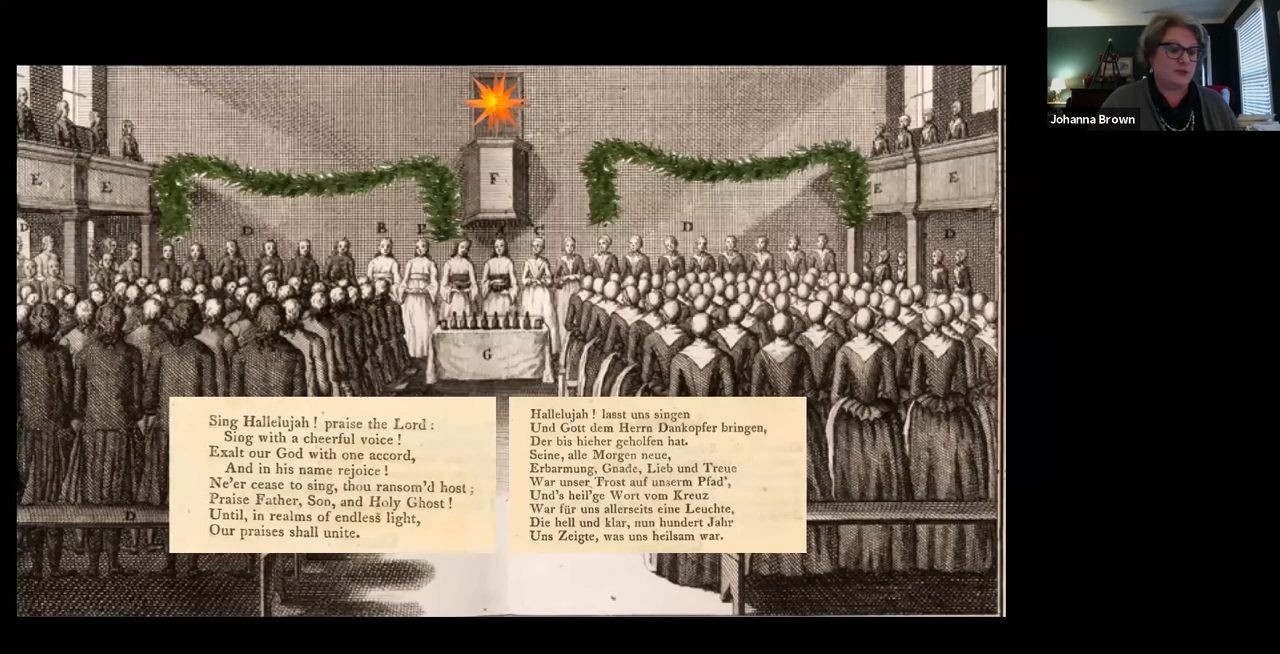 Johanna Brown
F
E
E
E
E
D
D
B
C
D
D
G
D
Sing Hallelujah ! praise the Lord :
Sing with a cheerful voice !
Exalt our God with one accord,
And in his name rejoice !
Ne'er cease to sing, thou ransom'd host ;
Praise Father, Son, and Holy Ghost !
Until, in realms of endless light,
Our praises shall unite.
Hallelujah ! lasst uns singen
Und Gott dem Herrn Dankopfer bringen,
Der bis hieher geholfen hat.
Seine, alle Morgen neue,
Erbarmung, Gnade, Lieb und Treue
War unser Trost auf unserm Pfad',
Und's heil'ge Wort vom Kreuz
War für uns allerseits eine Leuchte,
Die hell und klar, nun hundert Jahr
Uns Zeigte, was uns heilsam war.